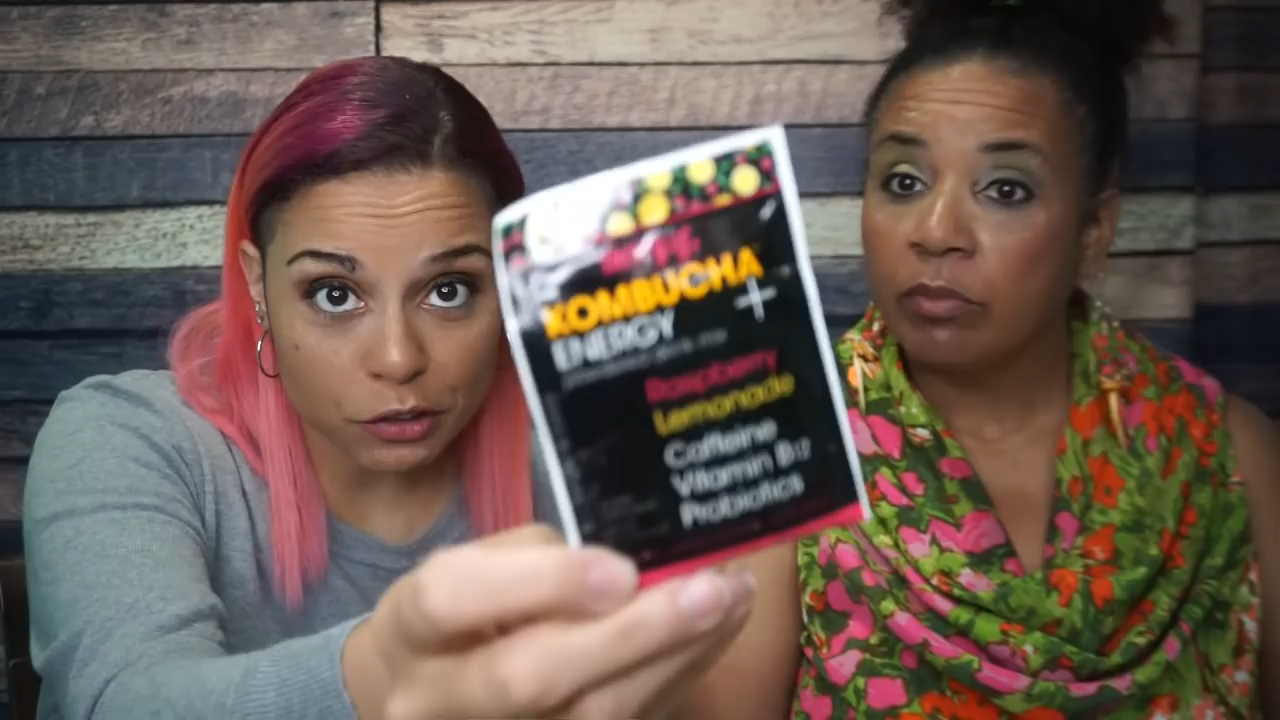 KOMBUCHA
ENERGY +
Raspberry
Lemonade
Caffeine
Vitamin B12
Probiotics